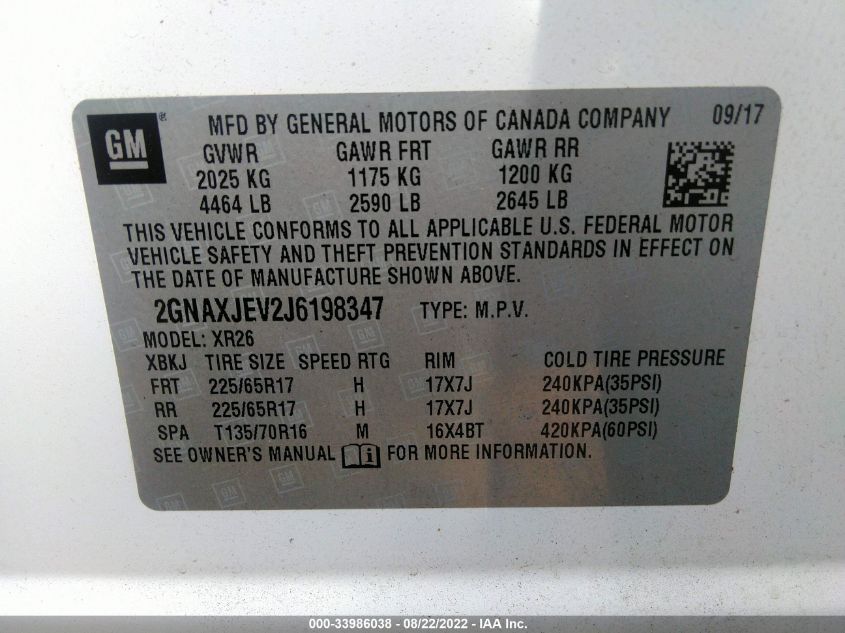 GM ® MFD BY GENERAL MOTORS OF CANADA COMPANY 09/17
GVWR GAWR FRT GAWR RR
2025 KG 1175 KG 1200 KG
4464 LB 2590 LB 2645 LB
THIS VEHICLE CONFORMS TO ALL APPLICABLE U.S. FEDERAL MOTOR
VEHICLE SAFETY AND THEFT PREVENTION STANDARDS IN EFFECT ON
THE DATE OF MANUFACTURE SHOWN ABOVE.
2GNAXJEV2J6198347 TYPE: M.P.V.
MODEL: XR26
XBKJ TIRE SIZE SPEED RTG RIM COLD TIRE PRESSURE
FRT 225/65R17 H 17X7J 240KPA(35PSI)
RR 225/65R17 H 17X7J 240KPA(35PSI)
SPA T135/70R16 M 16X4BT 420KPA(60PSI)
SEE OWNER'S MANUAL i FOR MORE INFORMATION.
000-33986038 - 08/22/2022 - IAA Inc.